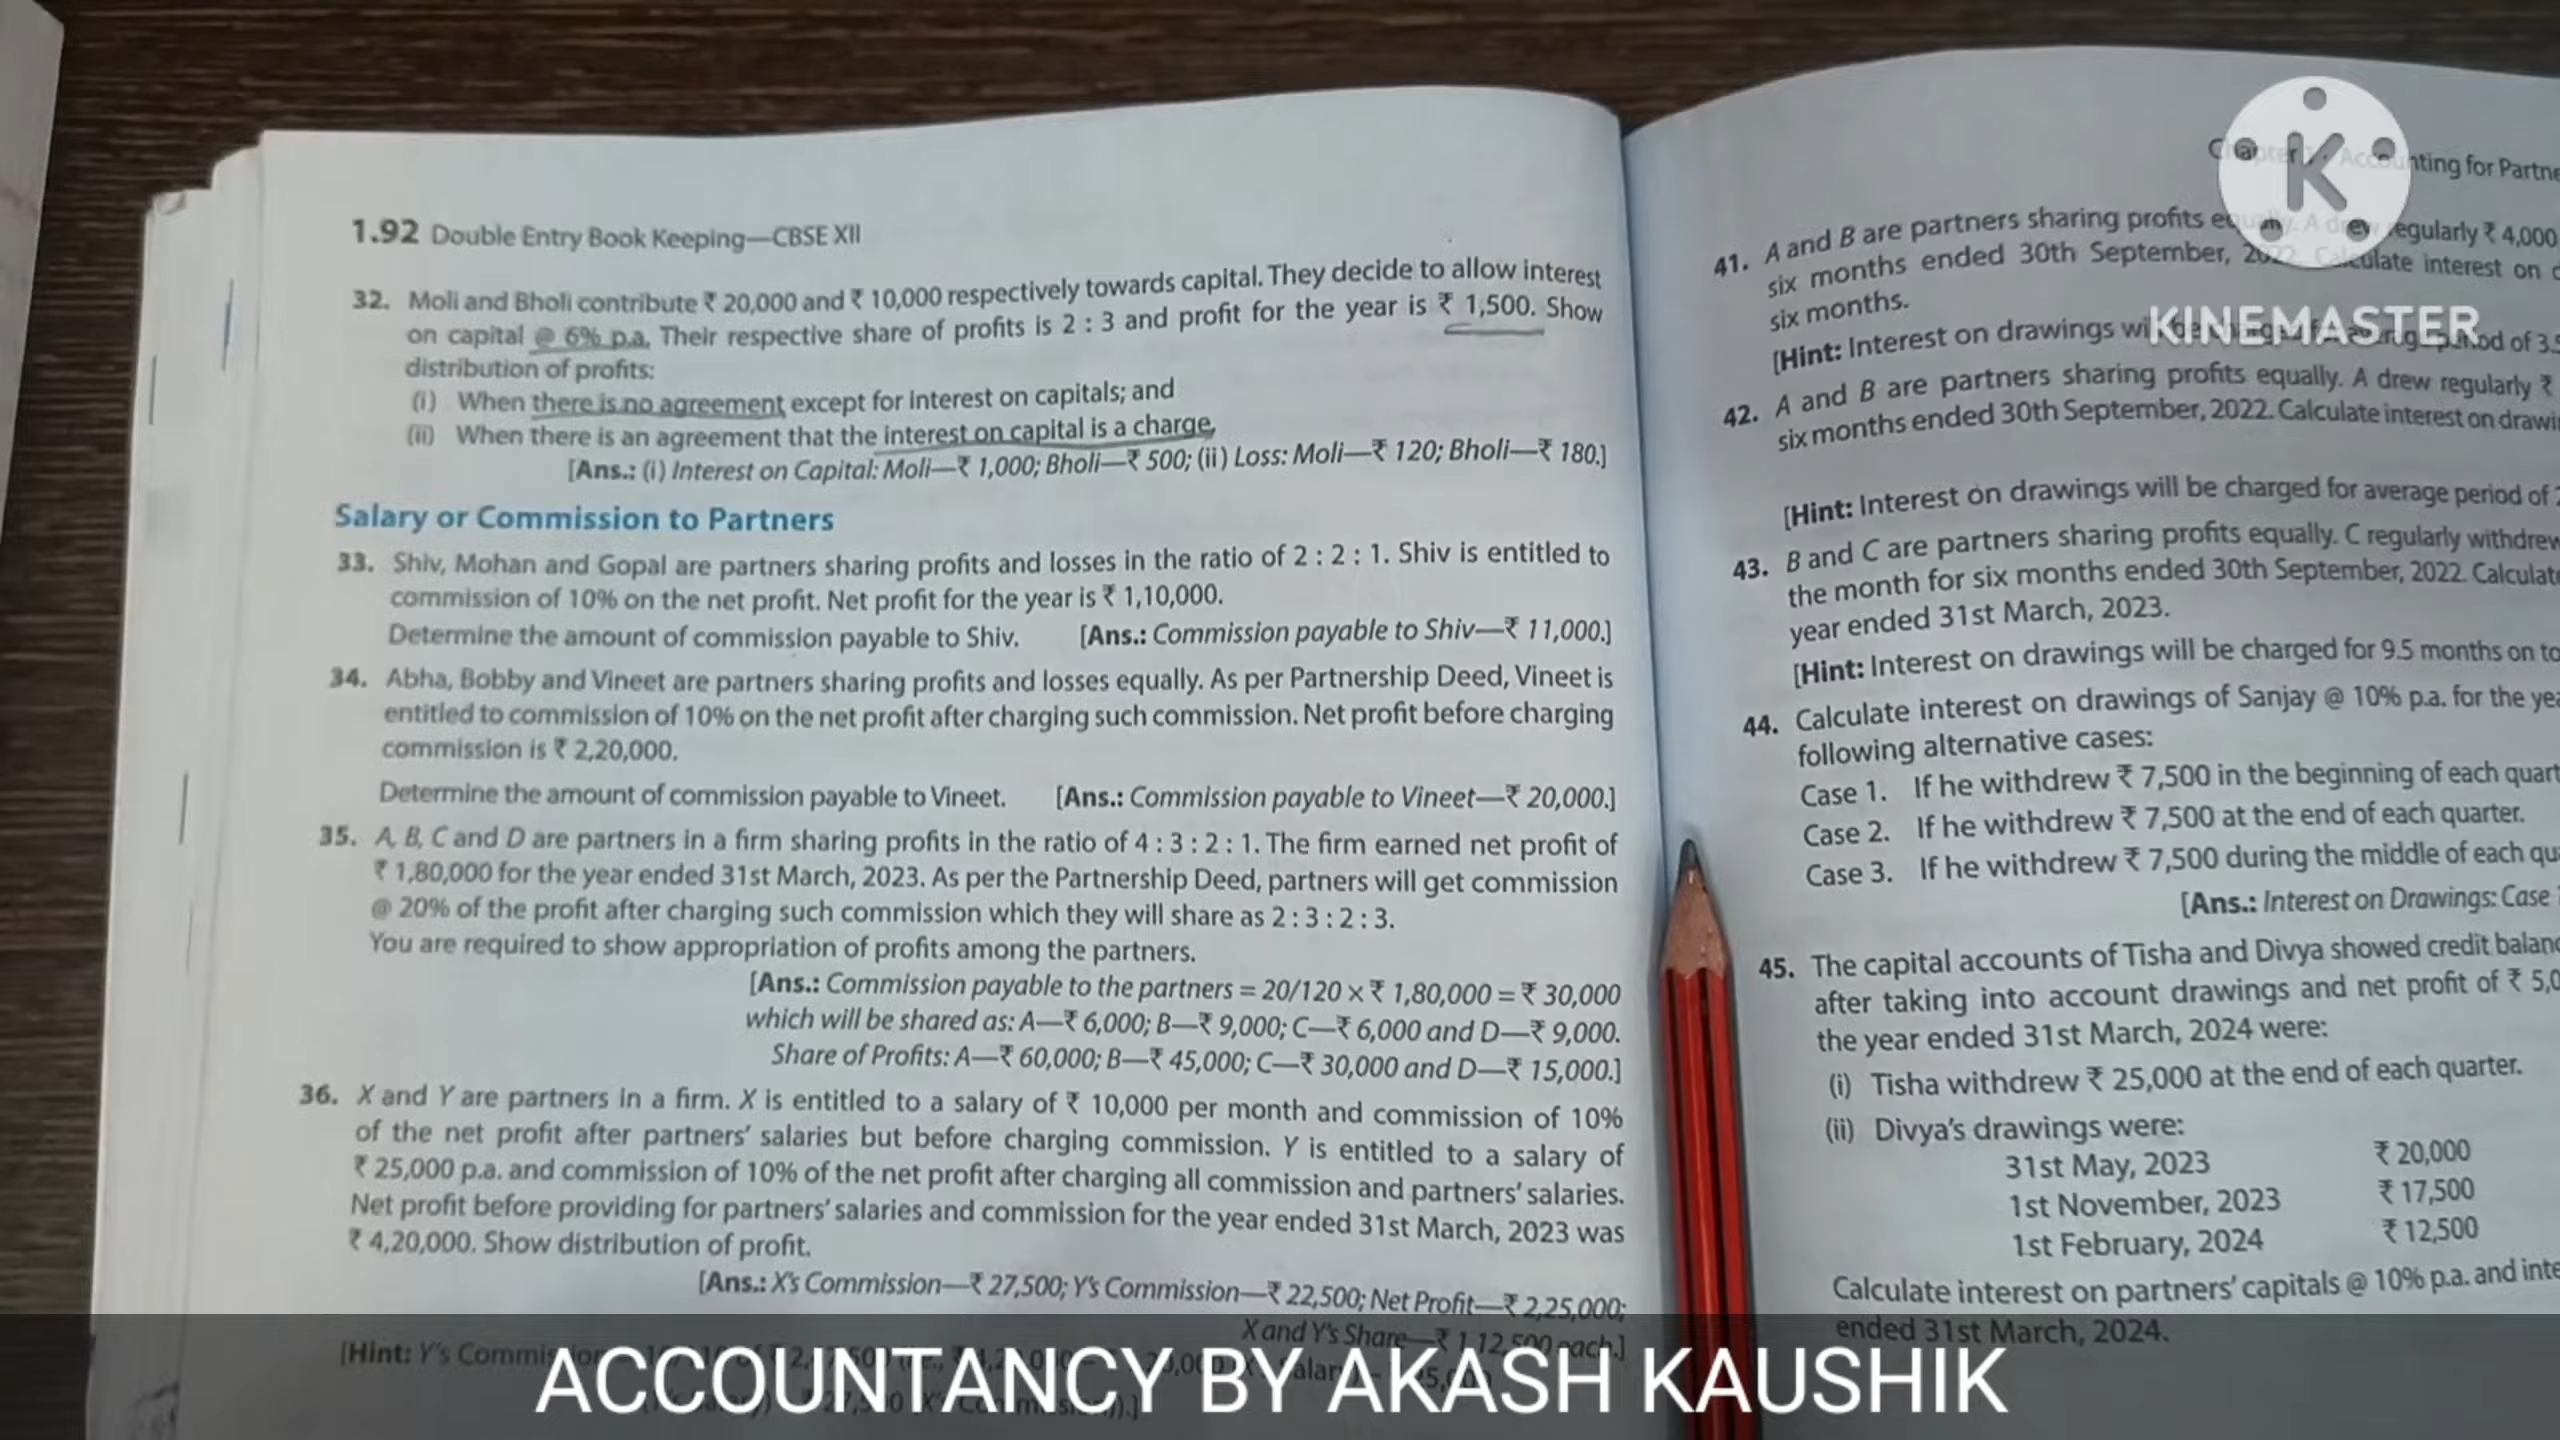 1.92 Double Entry Book Keeping—CBSE XII
32. Moli and Bholi contribute ₹ 20,000 and ₹ 10,000 respectively towards capital. They decide to allow interest
on capital @ 6% p.a. Their respective share of profits is 2 : 3 and profit for the year is ₹ 1,500. Show
distribution of profits:
(i) When there is no agreement except for interest on capitals; and
(ii) When there is an agreement that the interest on capital is a charge.
[Ans.: (i) Interest on Capital: Moli—₹ 1,000; Bholi—₹ 500; (ii) Loss: Moli—₹ 120; Bholi—₹ 180.]
Salary or Commission to Partners
33. Shiv, Mohan and Gopal are partners sharing profits and losses in the ratio of 2 : 2 : 1. Shiv is entitled to
commission of 10% on the net profit. Net profit for the year is ₹ 1,10,000.
Determine the amount of commission payable to Shiv. [Ans.: Commission payable to Shiv—₹ 11,000.]
34. Abha, Bobby and Vineet are partners sharing profits and losses equally. As per Partnership Deed, Vineet is
entitled to commission of 10% on the net profit after charging such commission. Net profit before charging
commission is ₹ 2,20,000.
Determine the amount of commission payable to Vineet. [Ans.: Commission payable to Vineet—₹ 20,000.]
35. A, B, C and D are partners in a firm sharing profits in the ratio of 4 : 3 : 2 : 1. The firm earned net profit of
₹ 1,80,000 for the year ended 31st March, 2023. As per the Partnership Deed, partners will get commission
@ 20% of the profit after charging such commission which they will share as 2 : 3 : 2 : 3.
You are required to show appropriation of profits among the partners.
[Ans.: Commission payable to the partners = 20/120 × ₹ 1,80,000 = ₹ 30,000
which will be shared as: A—₹ 6,000; B—₹ 9,000; C—₹ 6,000 and D—₹ 9,000.
Share of Profits: A—₹ 60,000; B—₹ 45,000; C—₹ 30,000 and D—₹ 15,000.]
36. X and Y are partners in a firm. X is entitled to a salary of ₹ 10,000 per month and commission of 10%
of the net profit after partners' salaries but before charging commission. Y is entitled to a salary of
₹ 25,000 p.a. and commission of 10% of the net profit after charging all commission and partners' salaries.
Net profit before providing for partners' salaries and commission for the year ended 31st March, 2023 was
₹ 4,20,000. Show distribution of profit.
[Ans.: X's Commission—₹ 27,500; Y's Commission—₹ 22,500; Net Profit—₹ 2,25,000;
X and Y's Share—₹ 1,12,500 each.]
[Hint: Y's
Chapter Accounting for
41. A and B are partners sharing profits equally. A drew regularly ₹ 4,000
six months ended 30th September, 2022. Calculate interest on
six months.
[Hint: Interest on drawings will be charged for average period of 3.5
42. A and B are partners sharing profits equally. A drew regularly ₹
six months ended 30th September, 2022. Calculate interest on
[Hint: Interest on drawings will be charged for average period of
43. B and C are partners sharing profits equally. C regularly withdrew
the month for six months ended 30th September, 2022. Calculate
year ended 31st March, 2023.
[Hint: Interest on drawings will be charged for 9.5 months on
44. Calculate interest on drawings of Sanjay @ 10% p.a. for the
following alternative cases:
Case 1. If he withdrew ₹ 7,500 in the beginning of each
Case 2. If he withdrew ₹ 7,500 at the end of each quarter.
Case 3. If he withdrew ₹ 7,500 during the middle of each
[Ans.: Interest on Drawings: Case
45. The capital accounts of Tisha and Divya showed credit
after taking into account drawings and net profit of ₹
the year ended 31st March, 2024 were:
(i) Tisha withdrew ₹ 25,000 at the end of each quarter.
(ii) Divya's drawings were:
31st May, 2023 ₹ 20,000
1st November, 2023 ₹ 17,500
1st February, 2024 ₹ 12,500
Calculate interest on partners' capitals @ 10% p.a. and
ended 31st March, 2024.
K
KINEMASTER
ACCOUNTANCY BY AKASH KAUSHIK